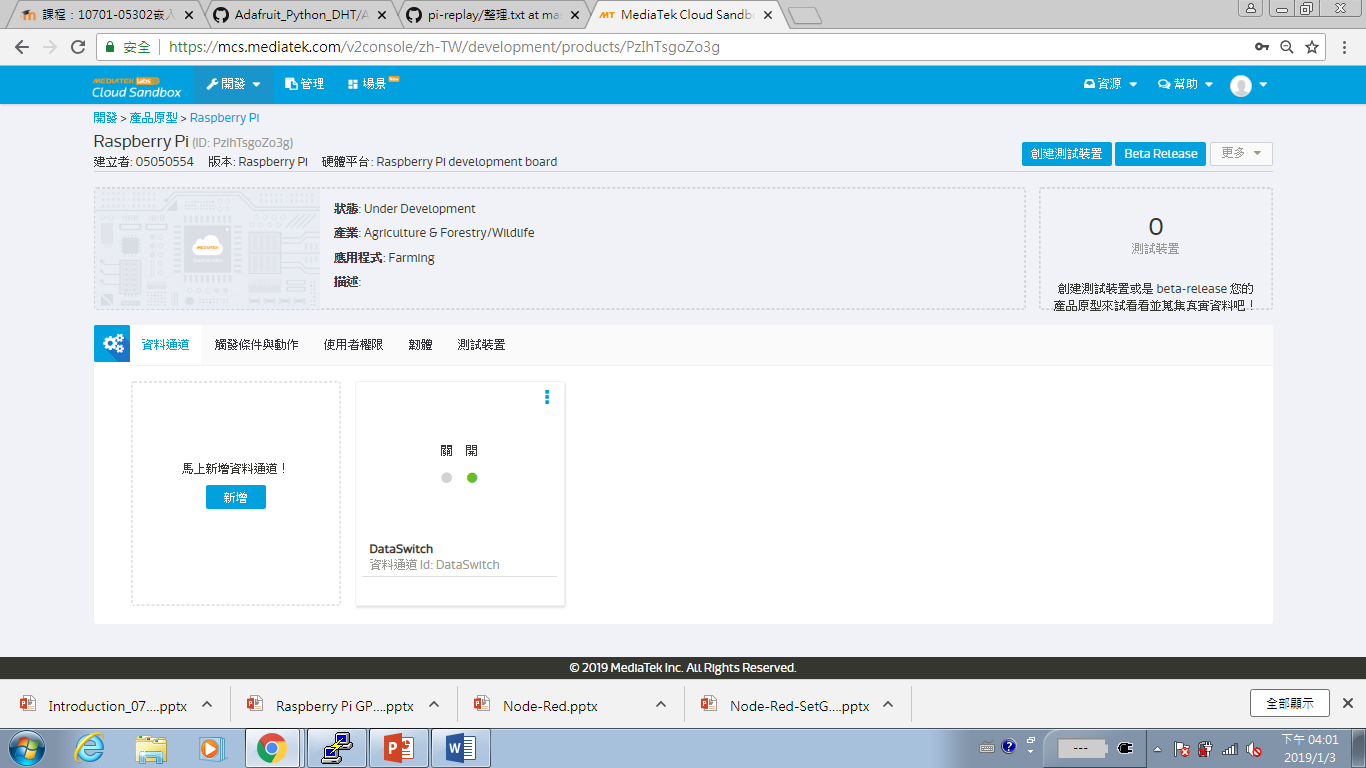 課程：10701-05302嵌入
Adafruit_Python_DHT/A
pi-replay/整理.txt at mas
MediaTek Cloud Sandb
安全
https://mcs.mediatek.com/v2console/zh-TW/development/products/PzIhTsgoZo3g
MEDIATEK labs
Cloud Sandbox
開發
管理
場景
New
資源
幫助
開發 > 產品原型 > Raspberry Pi
Raspberry Pi (ID: PzIhTsgoZo3g)
建立者: 05050554 版本: Raspberry Pi 硬體平台: Raspberry Pi development board
創建測試裝置
Beta Release
更多
MEDIATEK
狀態: Under Development
產業: Agriculture & Forestry/Wildlife
應用程式: Farming
描述:
0
測試裝置
創建測試裝置或是 beta-release 您的
產品原型來試看看並蒐集真實資料吧！
資料通道
觸發條件與動作
使用者權限
韌體
測試裝置
馬上新增資料通道！
新增
關 開
DataSwitch
資料通道 Id: DataSwitch
© 2019 MediaTek Inc. All Rights Reserved.
Introduction_07....pptx
Raspberry Pi GP....pptx
Node-Red.pptx
Node-Red-SetG....pptx
全部顯示
---
下午 04:01
2019/1/3